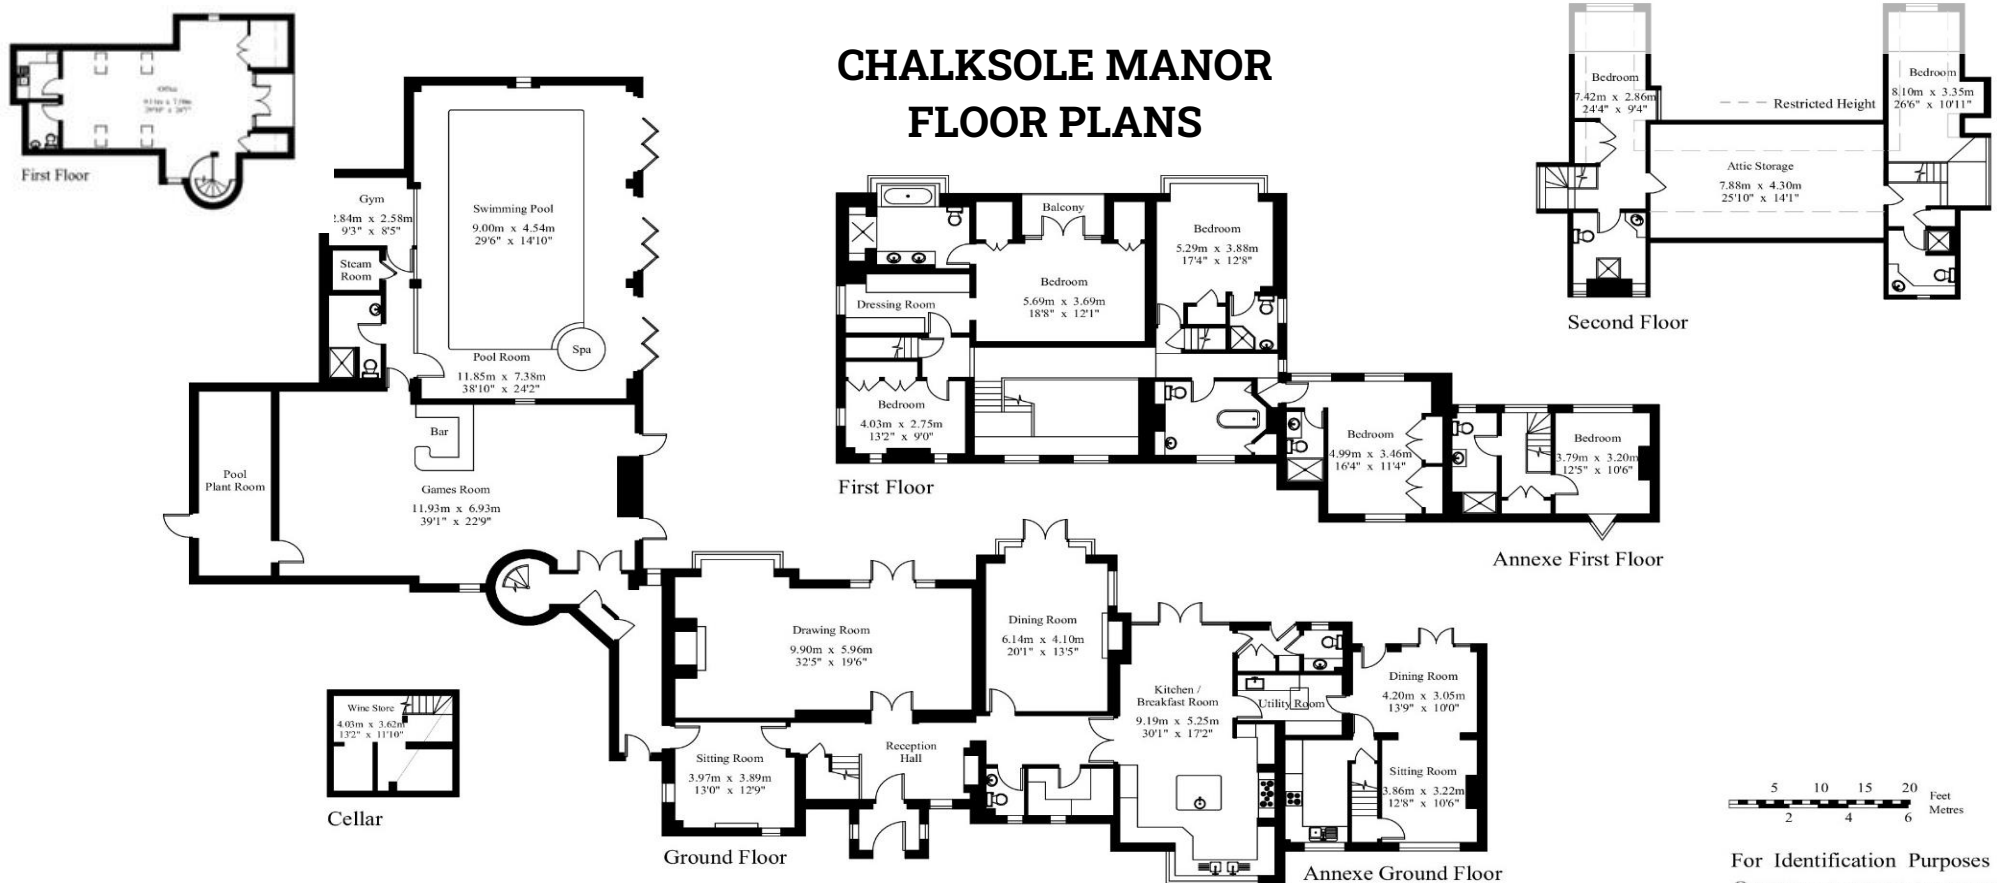 CHALKSOLE MANOR
FLOOR PLANS
Office
First Floor
Gym
2.84m x 2.58m
9'3" x 8'5"
Steam
Room
Swimming Pool
9.00m x 4.54m
29'6" x 14'10"
Spa
Pool Room
11.85m x 7.38m
38'10" x 24'2"
Bar
Pool
Plant Room
Games Room
11.93m x 6.93m
39'1" x 22'9"
Wine Store
4.03m x 3.62m
13'2" x 11'10"
Cellar
Drawing Room
9.90m x 5.96m
32'5" x 19'6"
Sitting Room
3.97m x 3.89m
13'0" x 12'9"
Reception
Hall
Dining Room
6.14m x 4.10m
20'1" x 13'5"
Kitchen /
Breakfast Room
9.19m x 5.25m
30'1" x 17'2"
Utility Room
Ground Floor
Dining Room
4.20m x 3.05m
13'9" x 10'0"
Sitting Room
3.86m x 3.22m
12'8" x 10'6"
Annexe Ground Floor
Balcony
Bedroom
5.29m x 3.88m
17'4" x 12'8"
Bedroom
5.69m x 3.69m
18'8" x 12'1"
Dressing Room
Bedroom
4.03m x 2.75m
13'2" x 9'0"
First Floor
Bedroom
4.99m x 3.46m
16'4" x 11'4"
Bedroom
3.79m x 3.20m
12'5" x 10'6"
Annexe First Floor
Bedroom
7.42m x 2.86m
24'4" x 9'4"
Restricted Height
Bedroom
8.10m x 3.35m
26'6" x 10'11"
Attic Storage
7.88m x 4.30m
25'10" x 14'1"
Second Floor
5 10 15 20 Feet
2 4 6 Metres
For Identification Purposes